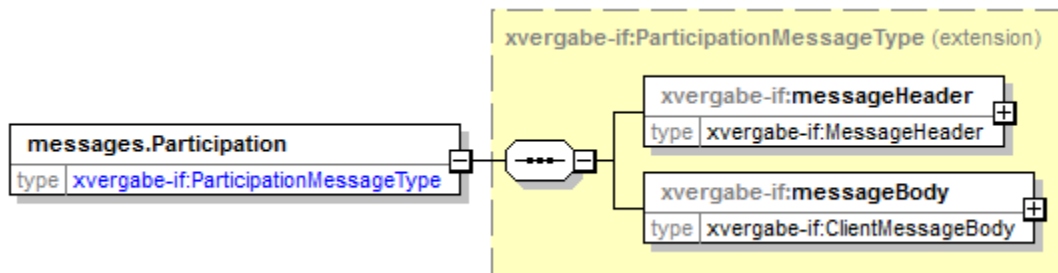 xvergabe-if:ParticipationMessageType (extension)
xvergabe-if:messageHeader
type xvergabe-if:MessageHeader
messages.Participation
type xvergabe-if:ParticipationMessageType
xvergabe-if:messageBody
type xvergabe-if:ClientMessageBody